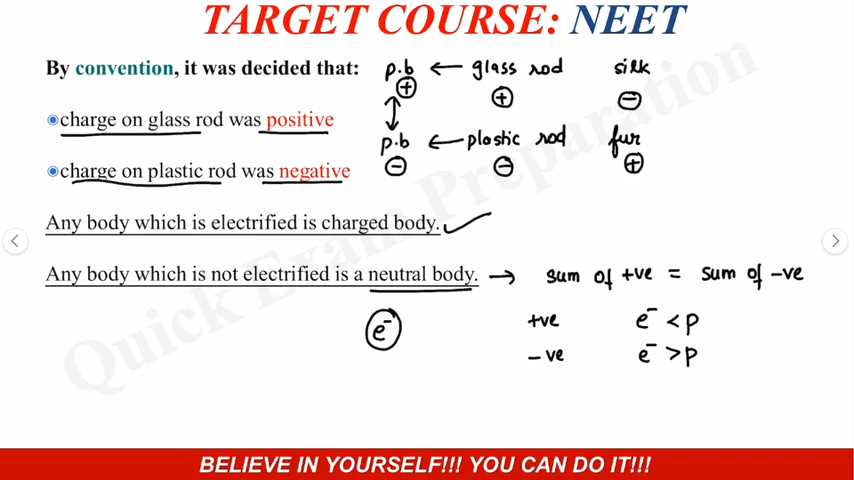 TARGET COURSE: NEET
By convention, it was decided that:
p.b ← glass rod silk
⊕ ⊕ ⊖
charge on glass rod was positive
p.b ← plastic rod fur
⊖ ⊖ ⊕
charge on plastic rod was negative
Any body which is electrified is charged body.
Any body which is not electrified is a neutral body. → sum of +ve = sum of -ve
e⁻
+ve e⁻ < p
-ve e⁻ > p
Quick Exam Preparation
BELIEVE IN YOURSELF!!! YOU CAN DO IT!!!